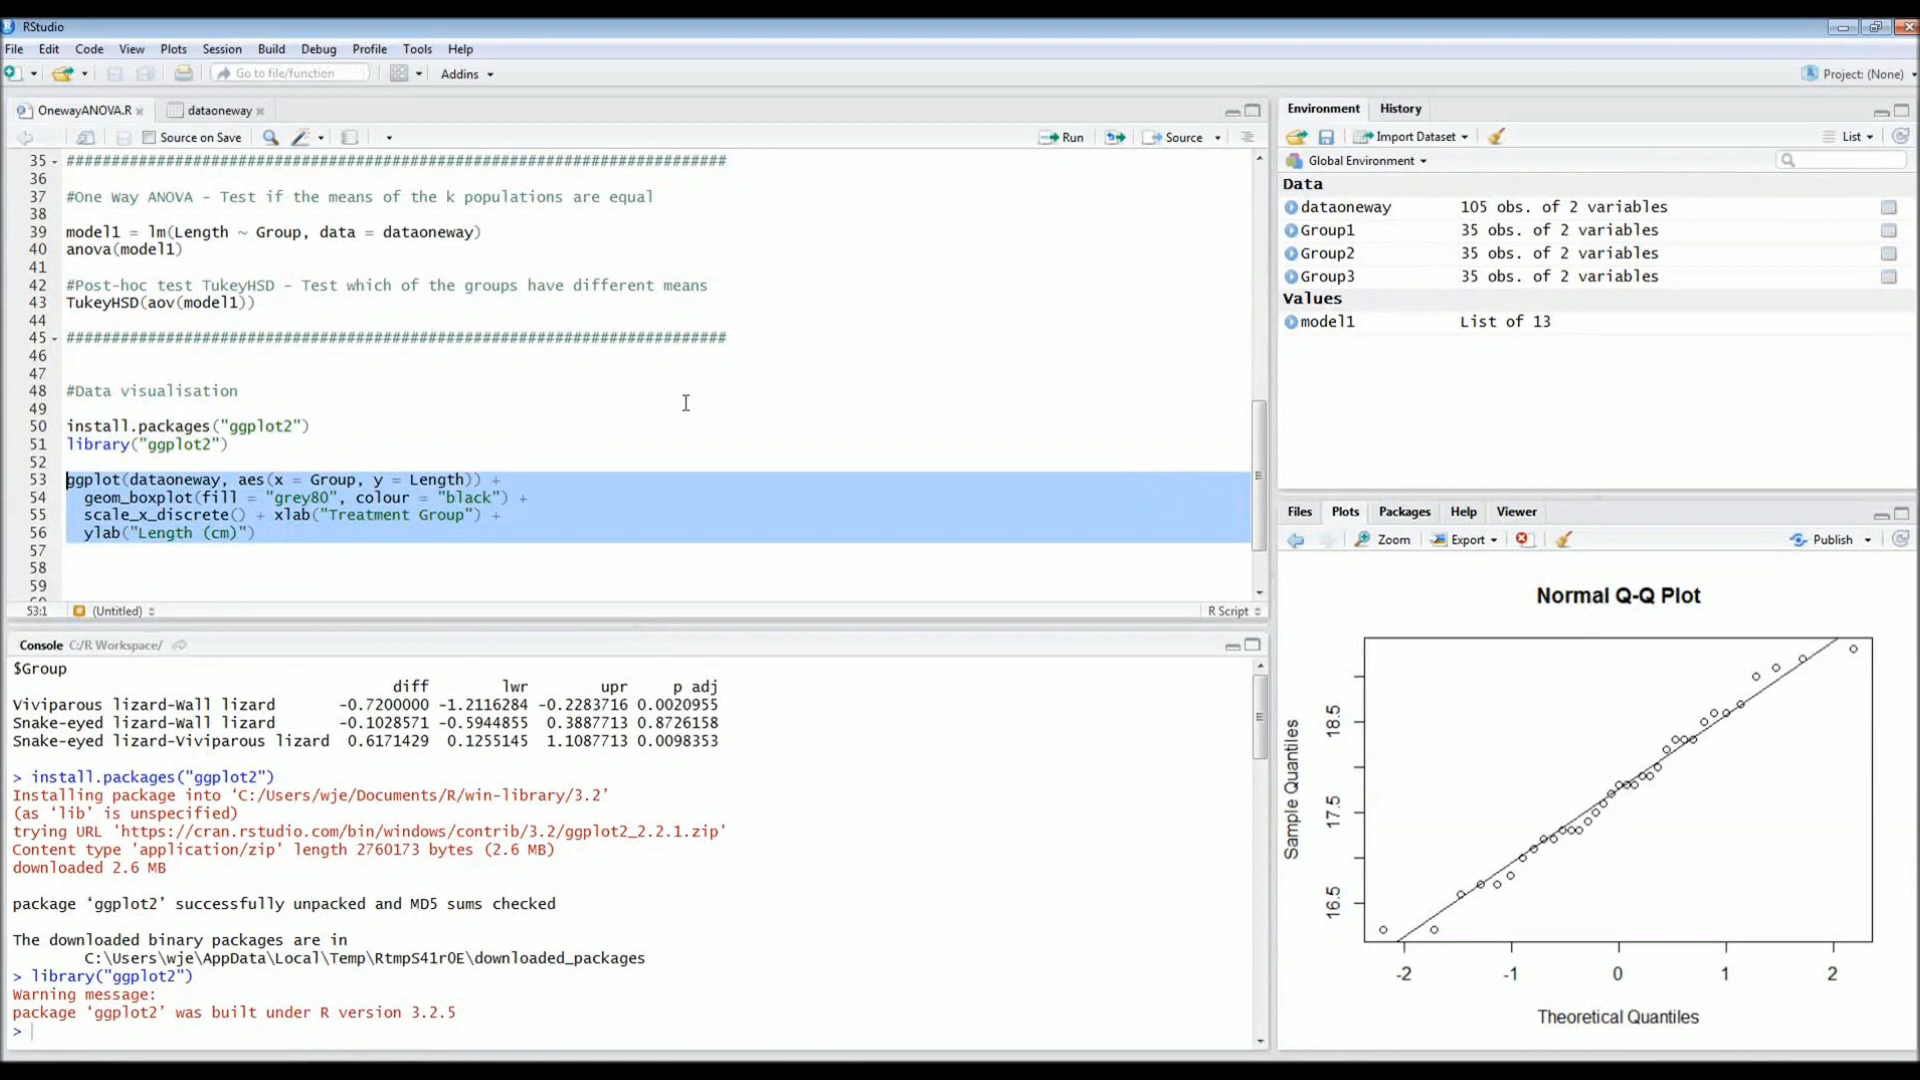 RStudio
File Edit Code View Plots Session Build Debug Profile Tools Help
Go to file/function Addins Project: (None)
OnewayANOVA.R dataoneway
Source on Save Run Source
35 #########################################################################
36
37 #One Way ANOVA - Test if the means of the k populations are equal
38
39 model1 = lm(Length ~ Group, data = dataoneway)
40 anova(model1)
41
42 #Post-hoc test TukeyHSD - Test which of the groups have different means
43 TukeyHSD(aov(model1))
44
45 #########################################################################
46
47
48 #Data visualisation
49
50 install.packages("ggplot2")
51 library("ggplot2")
52
53 ggplot(dataoneway, aes(x = Group, y = Length)) +
54 geom_boxplot(fill = "grey80", colour = "black") +
55 scale_x_discrete() + xlab("Treatment Group") +
56 ylab("Length (cm)")
57
58
59
53:1 (Untitled) R Script
Console C:/R Workspace/
$Group
diff lwr upr p adj
Viviparous lizard-Wall lizard -0.7200000 -1.2116284 -0.2283716 0.0020955
Snake-eyed lizard-Wall lizard -0.1028571 -0.5944855 0.3887713 0.8726158
Snake-eyed lizard-Viviparous lizard 0.6171429 0.1255145 1.1087713 0.0098353
> install.packages("ggplot2")
Installing package into ‘C:/Users/wje/Documents/R/win-library/3.2’
(as ‘lib’ is unspecified)
trying URL 'https://cran.rstudio.com/bin/windows/contrib/3.2/ggplot2_2.2.1.zip'
Content type 'application/zip' length 2760173 bytes (2.6 MB)
downloaded 2.6 MB
package ‘ggplot2’ successfully unpacked and MD5 sums checked
The downloaded binary packages are in
C:\Users\wje\AppData\Local\Temp\RtmpS41rOE\downloaded_packages
> library("ggplot2")
Warning message:
package ‘ggplot2’ was built under R version 3.2.5
>
Environment History
Import Dataset List
Global Environment
Data
dataoneway 105 obs. of 2 variables
Group1 35 obs. of 2 variables
Group2 35 obs. of 2 variables
Group3 35 obs. of 2 variables
Values
model1 List of 13
Files Plots Packages Help Viewer
Zoom Export Publish
Normal Q-Q Plot
Sample Quantiles
18.5
17.5
16.5
-2 -1 0 1 2
Theoretical Quantiles